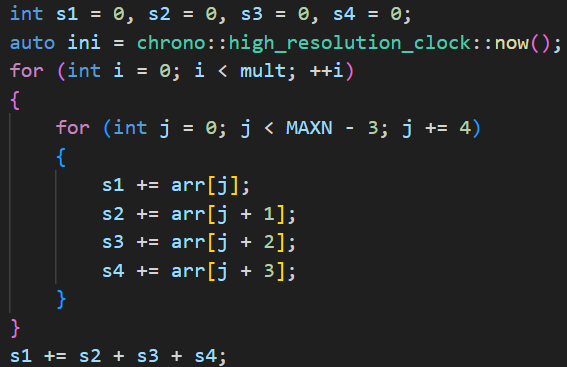 int s1 = 0, s2 = 0, s3 = 0, s4 = 0;
auto ini = chrono::high_resolution_clock::now();
for (int i = 0; i < mult; ++i)
{
    for (int j = 0; j < MAXN - 3; j += 4)
    {
        s1 += arr[j];
        s2 += arr[j + 1];
        s3 += arr[j + 2];
        s4 += arr[j + 3];
    }
}
s1 += s2 + s3 + s4;